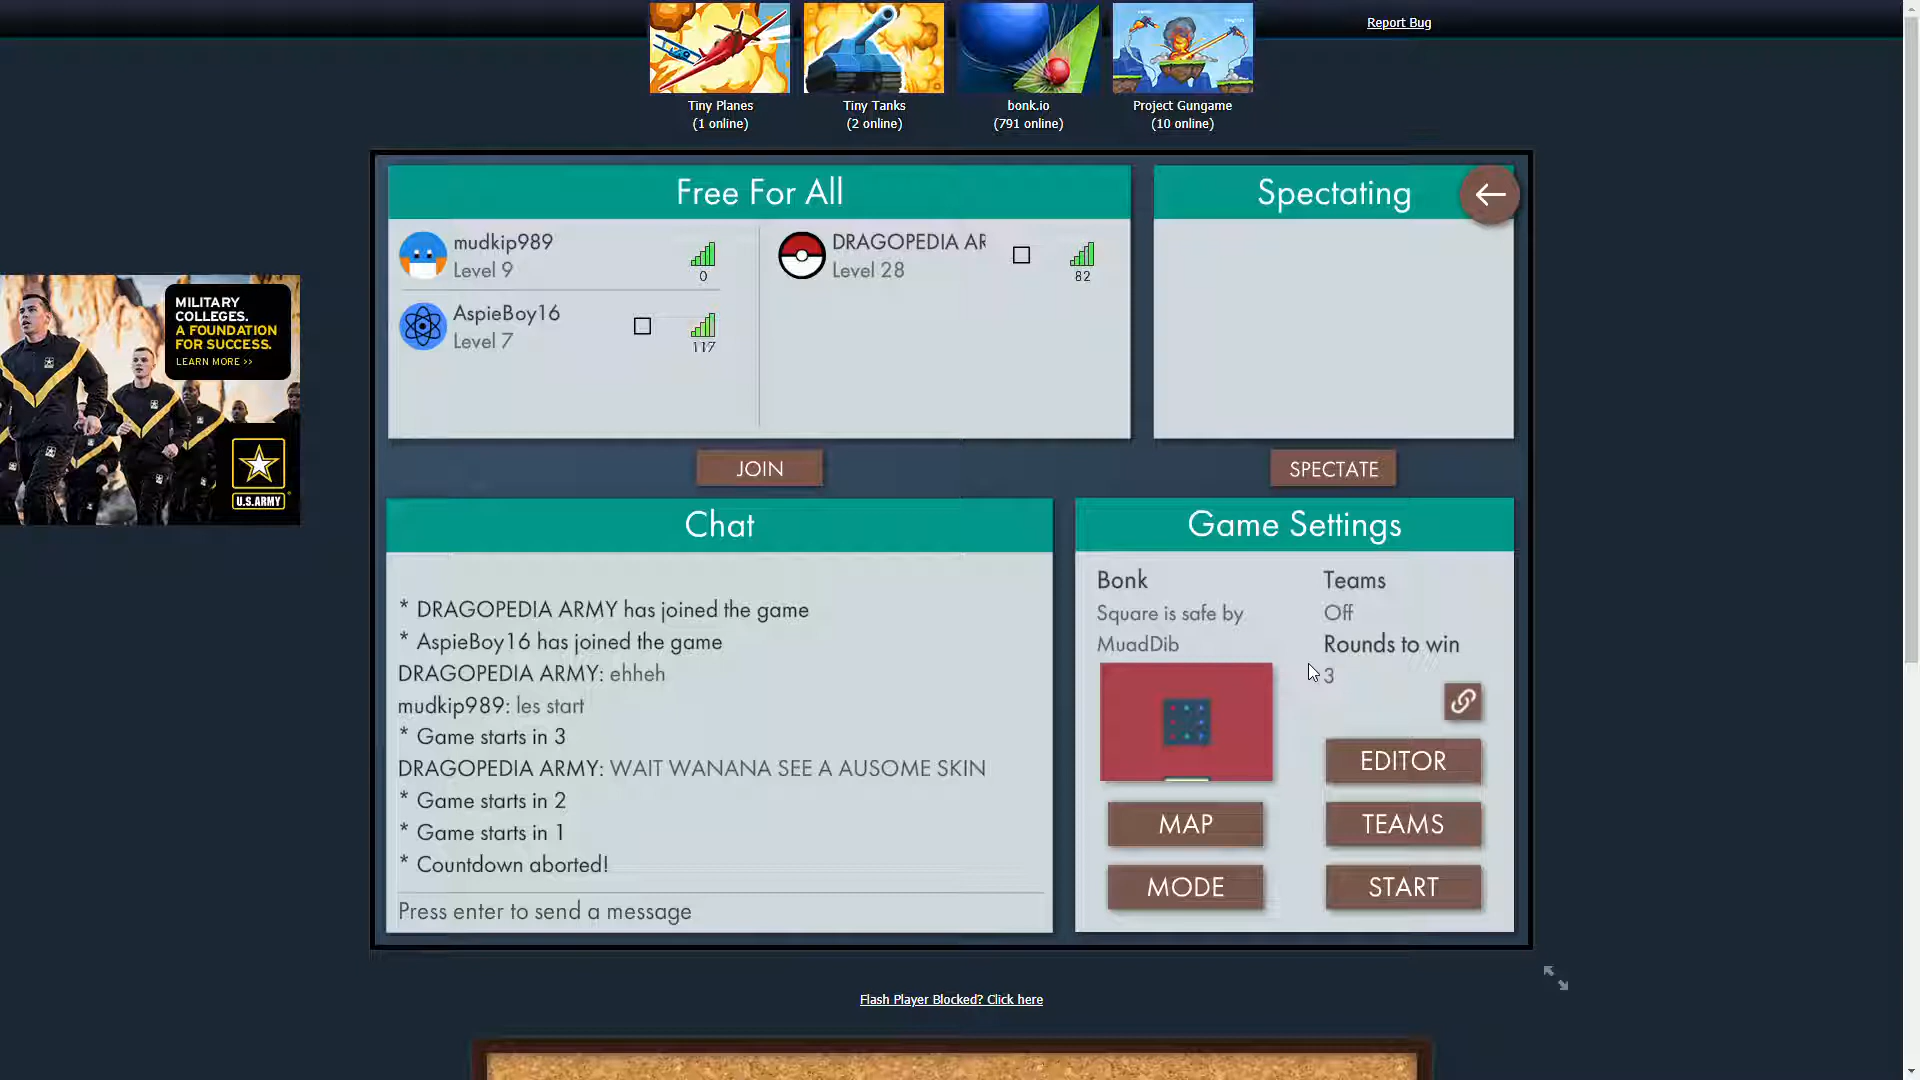 Report Bug
Tiny Planes
(1 online)
Tiny Tanks
(2 online)
bonk.io
(791 online)
Project Gungame
(10 online)
Free For All
mudkip989
Level 9
0
AspieBoy16
Level 7
117
DRAGOPEDIA AR
Level 28
82
Spectating
MILITARY
COLLEGES.
A FOUNDATION
FOR SUCCESS.
LEARN MORE >>
U.S.ARMY
JOIN
SPECTATE
Chat
* DRAGOPEDIA ARMY has joined the game
* AspieBoy16 has joined the game
DRAGOPEDIA ARMY: ehheh
mudkip989: les start
* Game starts in 3
DRAGOPEDIA ARMY: WAIT WANANA SEE A AUSOME SKIN
* Game starts in 2
* Game starts in 1
* Countdown aborted!
Press enter to send a message
Game Settings
Bonk
Square is safe by
MuadDib
Teams
Off
Rounds to win
3
EDITOR
MAP
TEAMS
MODE
START
Flash Player Blocked? Click here